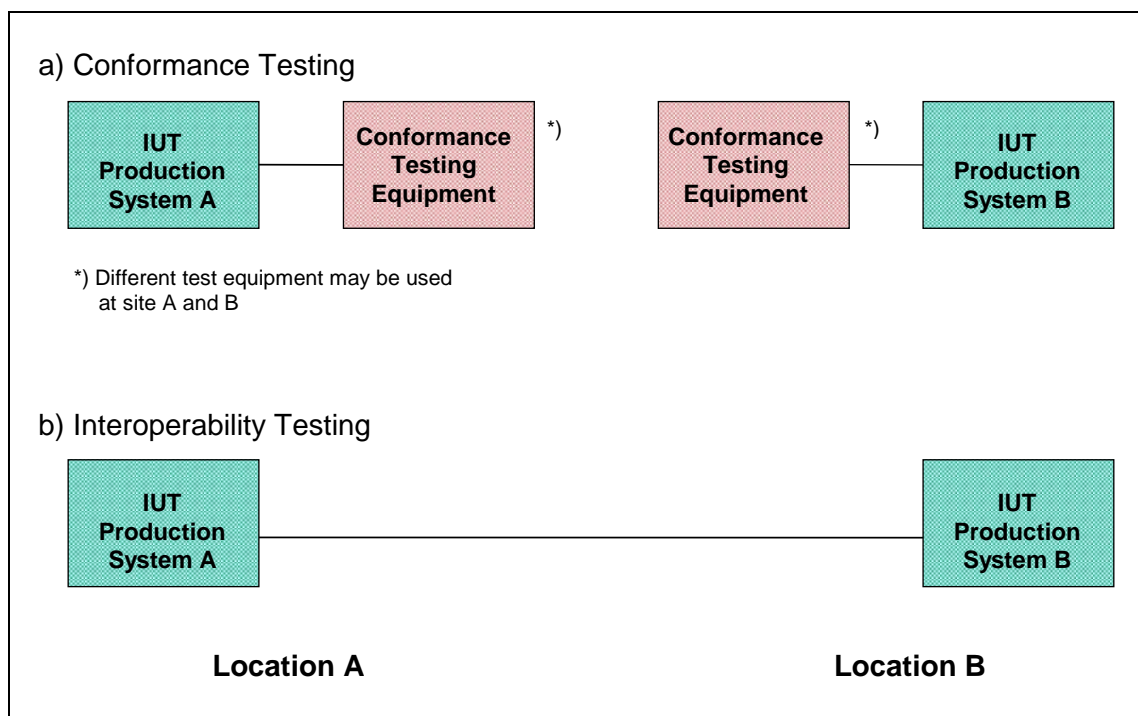 a) Conformance Testing
IUT
Production
System A
Conformance
Testing
Equipment
*)
Conformance
Testing
Equipment
*)
IUT
Production
System B
*) Different test equipment may be used
at site A and B
b) Interoperability Testing
IUT
Production
System A
IUT
Production
System B
Location A
Location B